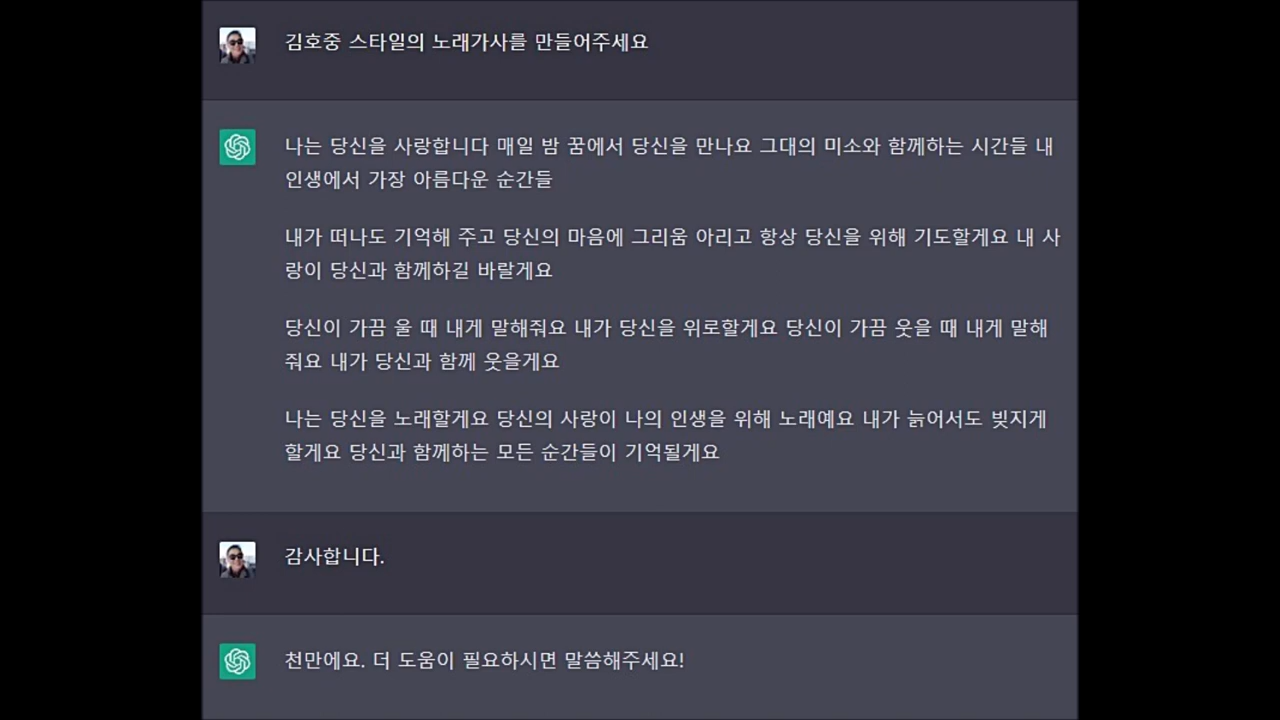 김호중 스타일의 노래가사를 만들어주세요
나는 당신을 사랑합니다 매일 밤 꿈에서 당신을 만나요 그대의 미소와 함께하는 시간들 내
인생에서 가장 아름다운 순간들
내가 떠나도 기억해 주고 당신의 마음에 그리움 아리고 항상 당신을 위해 기도할게요 내 사
랑이 당신과 함께하길 바랄게요
당신이 가끔 울 때 내게 말해줘요 내가 당신을 위로할게요 당신이 가끔 웃을 때 내게 말해
줘요 내가 당신과 함께 웃을게요
나는 당신을 노래할게요 당신의 사랑이 나의 인생을 위해 노래예요 내가 늙어서도 빚지게
할게요 당신과 함께하는 모든 순간들이 기억될게요
감사합니다.
천만에요. 더 도움이 필요하시면 말씀해주세요!